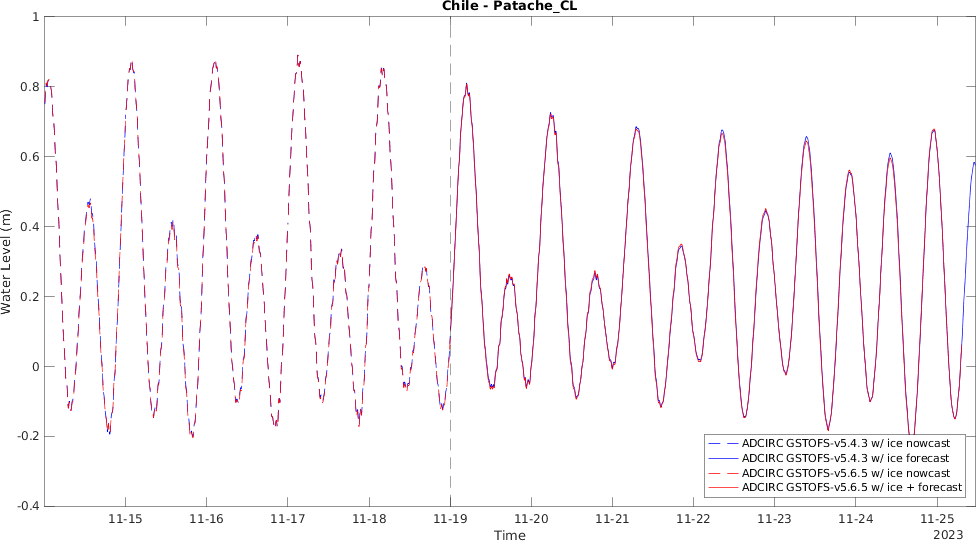 Chile - Patache_CL
Water Level (m)
1
0.8
0.6
0.4
0.2
0
-0.2
-0.4
11-15 11-16 11-17 11-18 11-19 11-20 11-21 11-22 11-23 11-24 11-25
Time
2023
ADCIRC GSTOFS-v5.4.3 w/ ice nowcast
ADCIRC GSTOFS-v5.4.3 w/ ice forecast
ADCIRC GSTOFS-v5.6.5 w/ ice nowcast
ADCIRC GSTOFS-v5.6.5 w/ ice + forecast